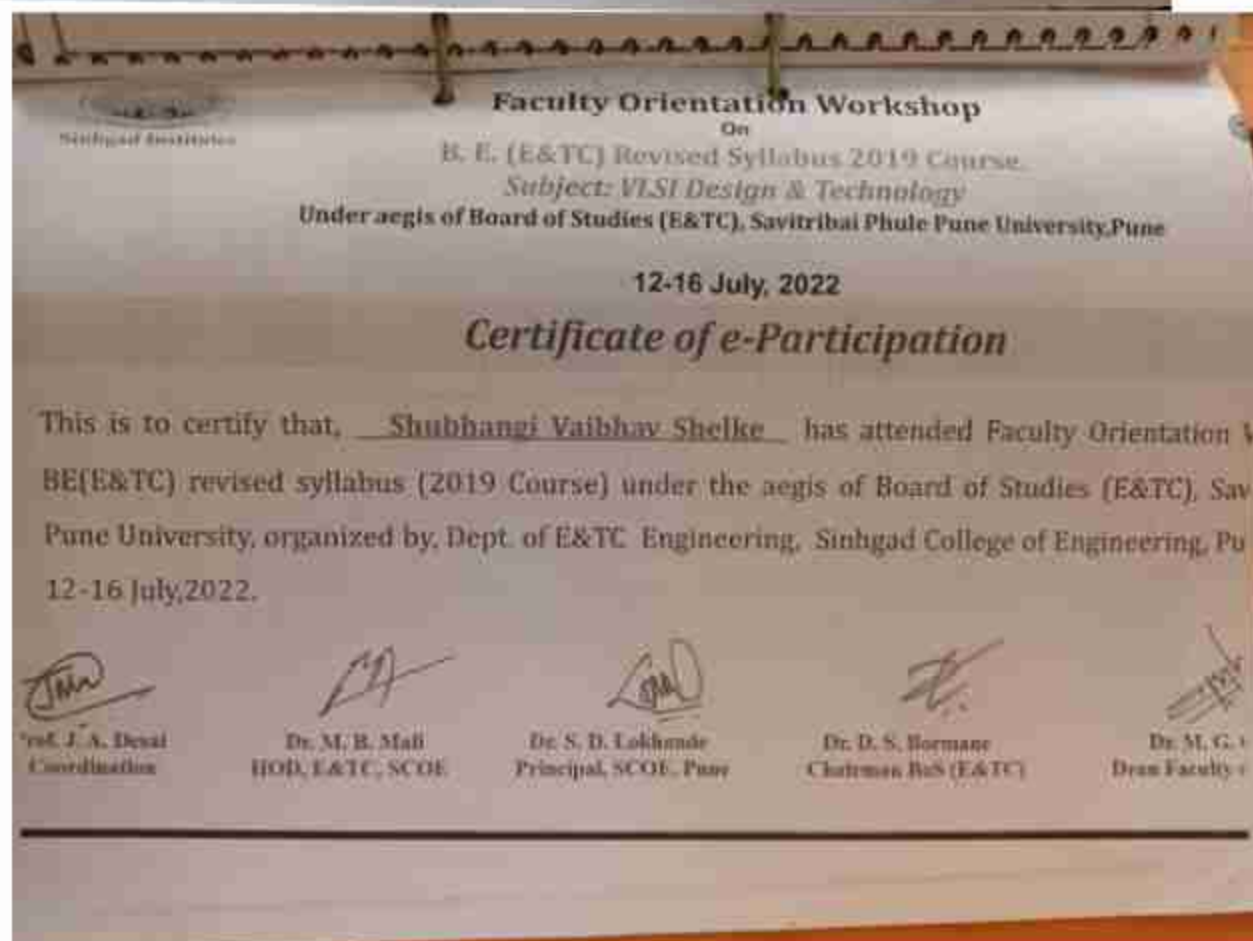 Sinhgad Institutes
Faculty Orientation Workshop
On
B. E. (E&TC) Revised Syllabus 2019 Course.
Subject: VLSI Design & Technology
Under aegis of Board of Studies (E&TC), Savitribai Phule Pune University,Pune
12-16 July, 2022
Certificate of e-Participation
This is to certify that, Shubhangi Vaibhav Shelke has attended Faculty Orientation
BE(E&TC) revised syllabus (2019 Course) under the aegis of Board of Studies (E&TC), Sav
Pune University, organized by, Dept. of E&TC Engineering, Sinhgad College of Engineering, Pu
12-16 July,2022.
J. A. Desai Dr. M. B. Mali Dr. S. D. Lokhande Dr. D. S. Bormane Dr. M. G.
Coordination HOD, E&TC, SCOE Principal, SCOE, Pune Chairman BoS (E&TC) Dean Faculty